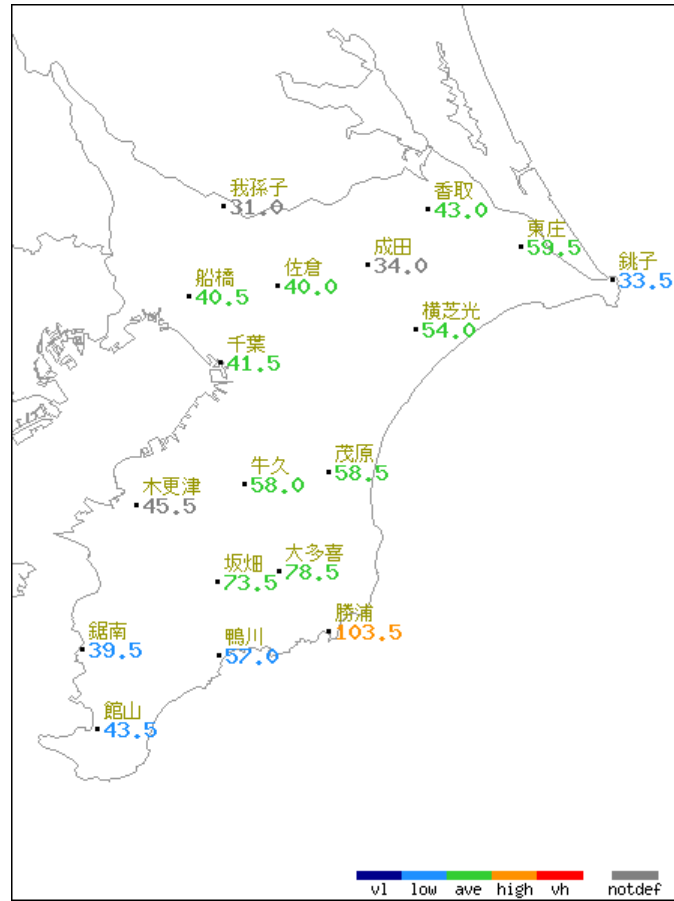 我孫子
31.0
香取
43.0
東庄
59.5
成田
34.0
銚子
33.5
佐倉
40.0
船橋
40.5
横芝光
54.0
千葉
41.5
茂原
58.5
牛久
58.0
木更津
45.5
大多喜
78.5
坂畑
73.5
勝浦
103.5
鋸南
39.5
鴨川
57.0
館山
43.5
vl low ave high vh notdef